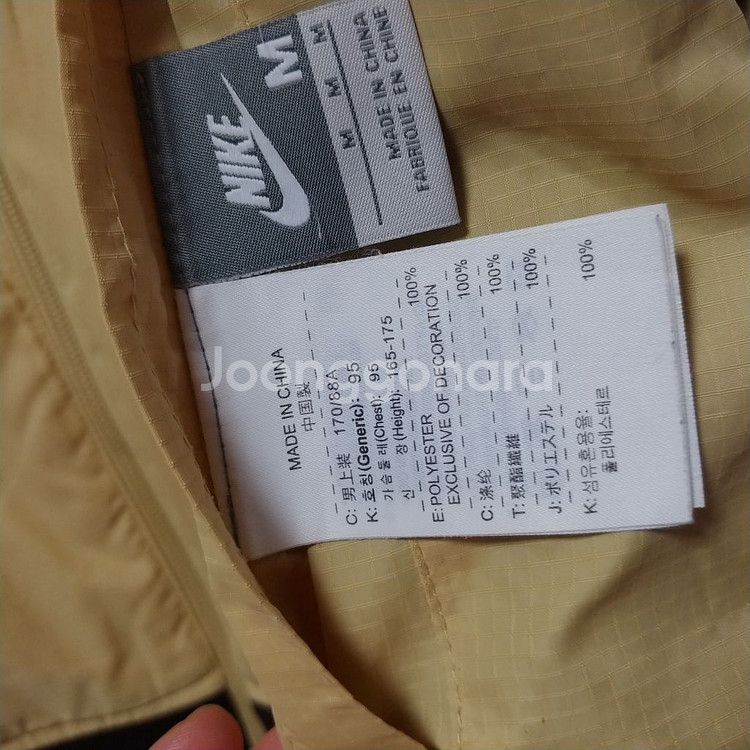 NIKE
M
M M M
MADE IN CHINA
FABRIQUE EN CHINE
MADE IN CHINA
中国製
C: 男上装 170/88A
K: 호칭(Generic): 95
가슴둘레(Chest): 95
신 장(Height): 165-175
E: POLYESTER 100%
EXCLUSIVE OF DECORATION
C: 涤纶 100%
T: 聚酯纖維 100%
J: ポリエステル 100%
K: 섬유혼용율:
폴리에스테르 100%
Joonggonara